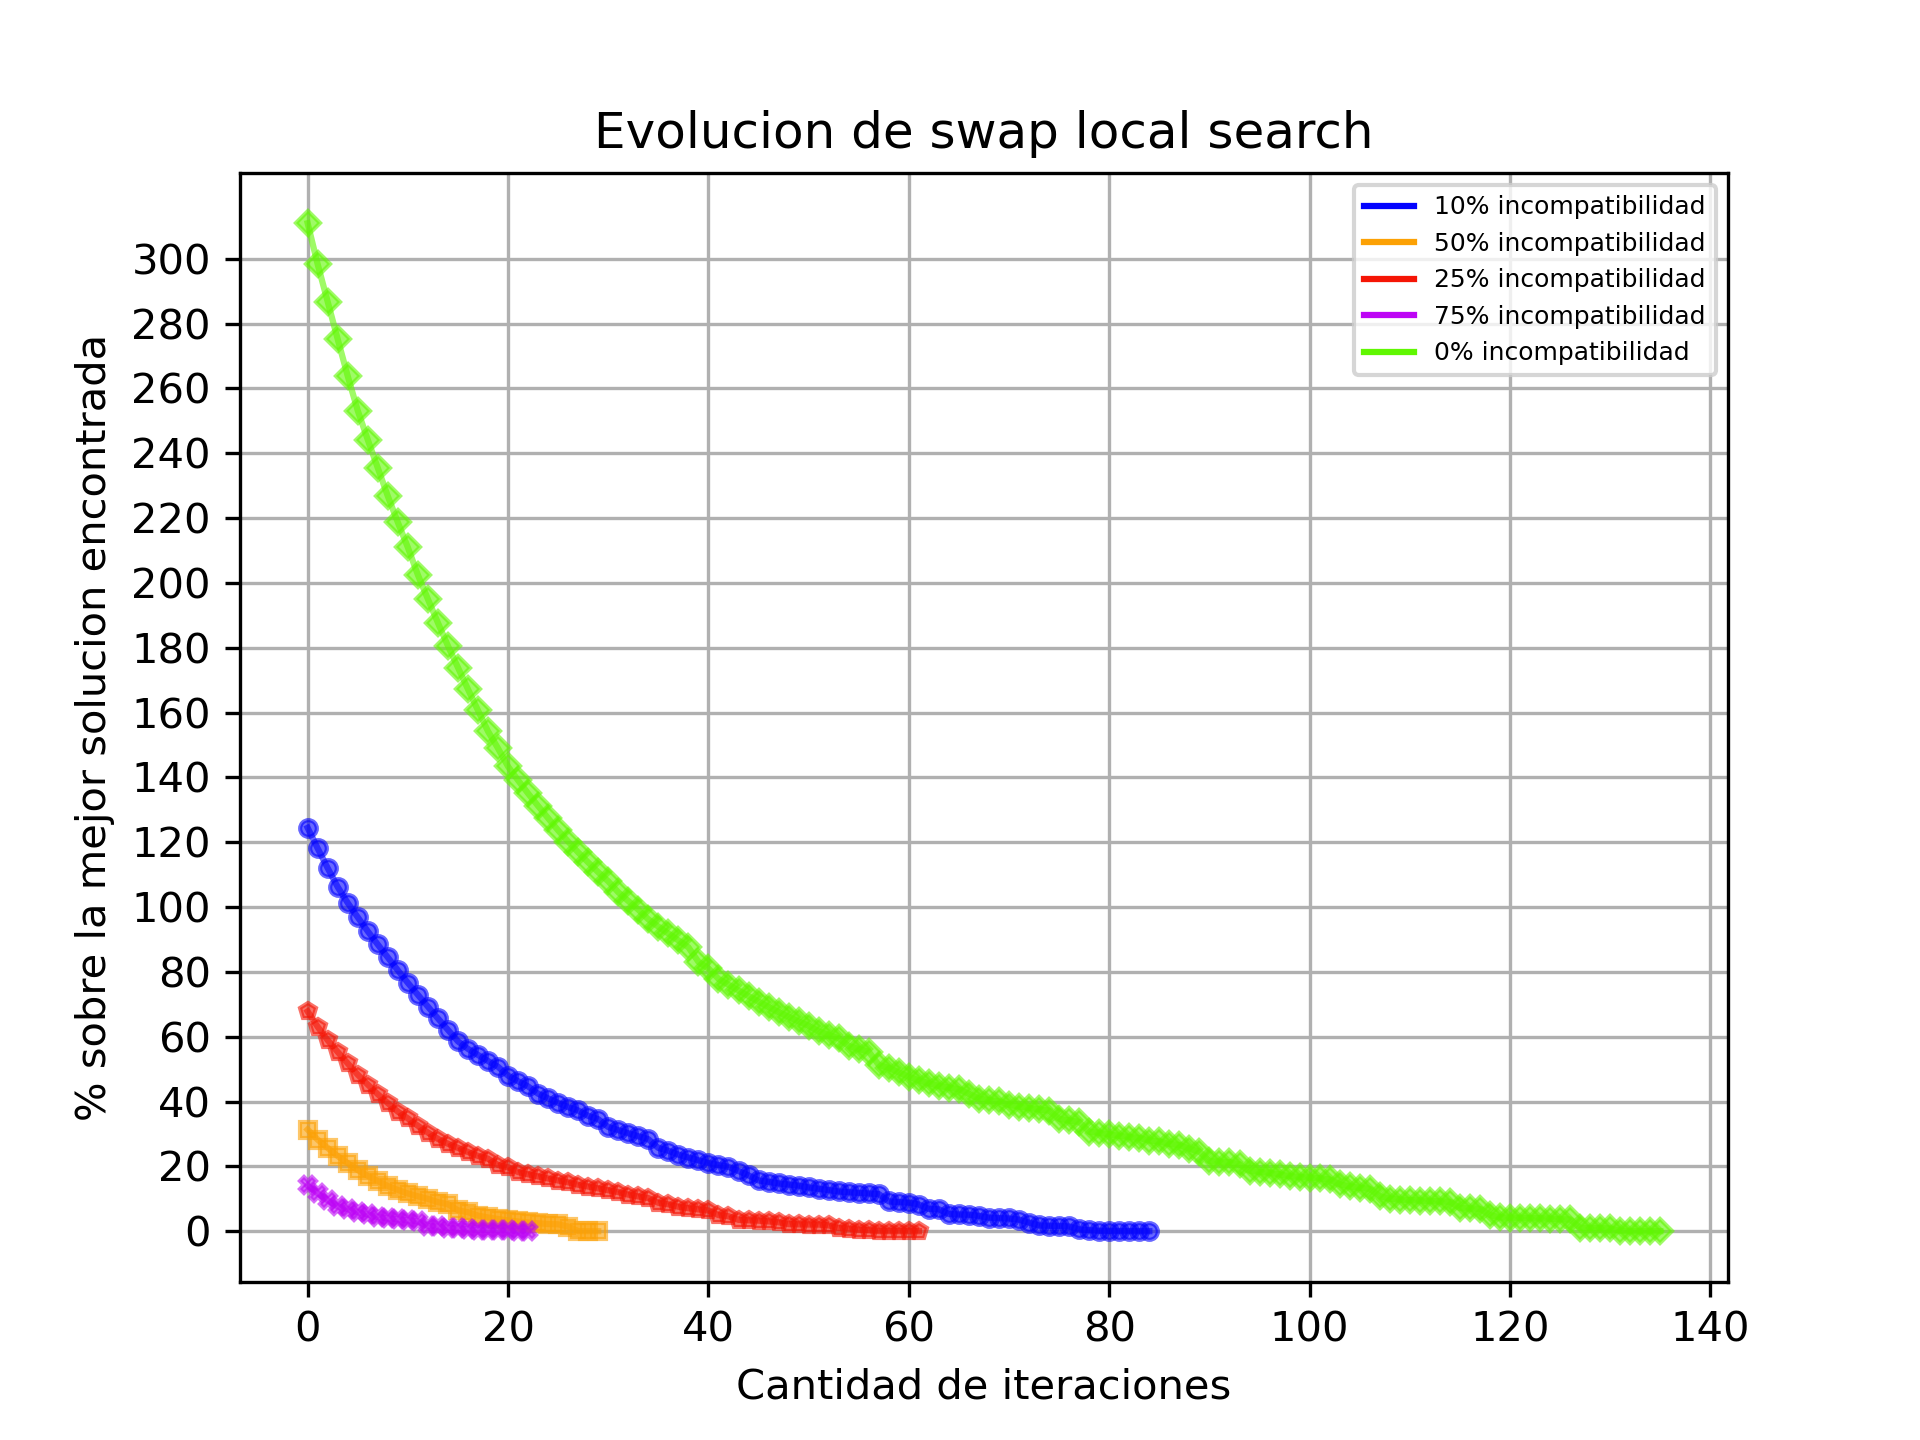 Evolucion de swap local search
10% incompatibilidad
50% incompatibilidad
25% incompatibilidad
75% incompatibilidad
0% incompatibilidad
% sobre la mejor solucion encontrada
300
280
260
240
220
200
180
160
140
120
100
80
60
40
20
0
0 20 40 60 80 100 120 140
Cantidad de iteraciones